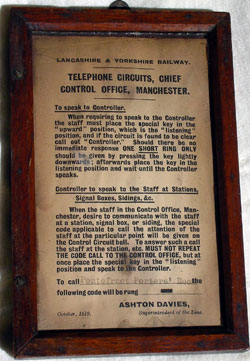 LANCASHIRE & YORKSHIRE RAILWAY.
TELEPHONE CIRCUITS, CHIEF
CONTROL OFFICE, MANCHESTER.
To speak to Controller.
When requiring to speak to the Controller
the staff must place the special key in the
"upward" position, which is the "listening"
position, and if the circuit is found to be clear
call out "Controller." Should there be no
immediate response ONE SHORT RING ONLY
should be given by pressing the key lightly
downwards; afterwards place the key in the
listening position and wait until the Controller
speaks.
Controller to speak to the Staff at Stations,
Signal Boxes, Sidings, &c.
When the staff in the Control Office, Man-
chester, desire to communicate with the staff
at a station, signal box, or siding, the special
code applicable to call the attention of the
staff at the particular point will be given on
the Control Circuit bell. To answer such a call
the staff at the station, etc. MUST NOT REPEAT
THE CODE CALL TO THE CONTROL OFFICE, but at
once place the special key in the "listening"
position and speak to the Controller.
To call Pontefract Porters' Roo
the
following code will be rung
ASHTON DAVIES,
October, 1919.
Superintendent of the Line.